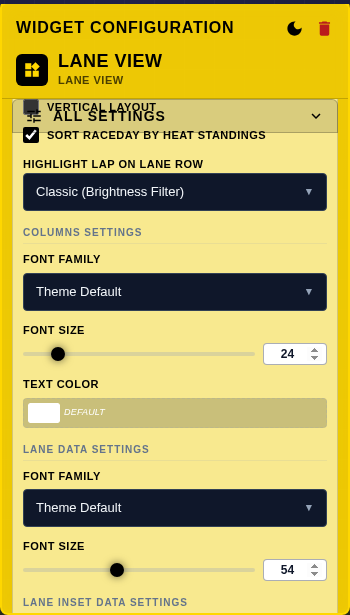 WIDGET CONFIGURATION
LANE VIEW
LANE VIEW
VERTICAL LAYOUT
ALL SETTINGS
SORT RACEDAY BY HEAT STANDINGS
HIGHLIGHT LAP ON LANE ROW
Classic (Brightness Filter)
COLUMNS SETTINGS
FONT FAMILY
Theme Default
FONT SIZE
24
TEXT COLOR
DEFAULT
LANE DATA SETTINGS
FONT FAMILY
Theme Default
FONT SIZE
54
LANE INSET DATA SETTINGS